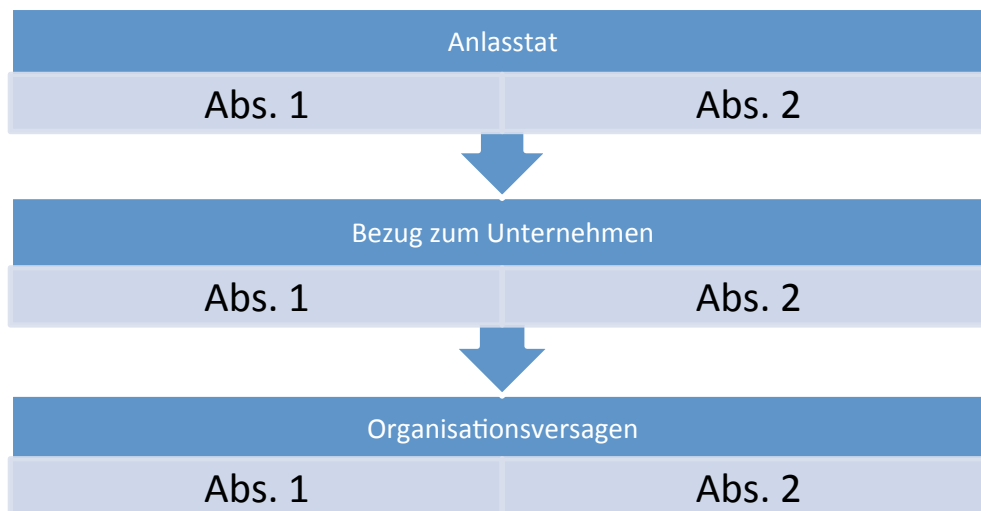 Anlasstat
Abs. 1 Abs. 2
Bezug zum Unternehmen
Abs. 1 Abs. 2
Organisationsversagen
Abs. 1 Abs. 2